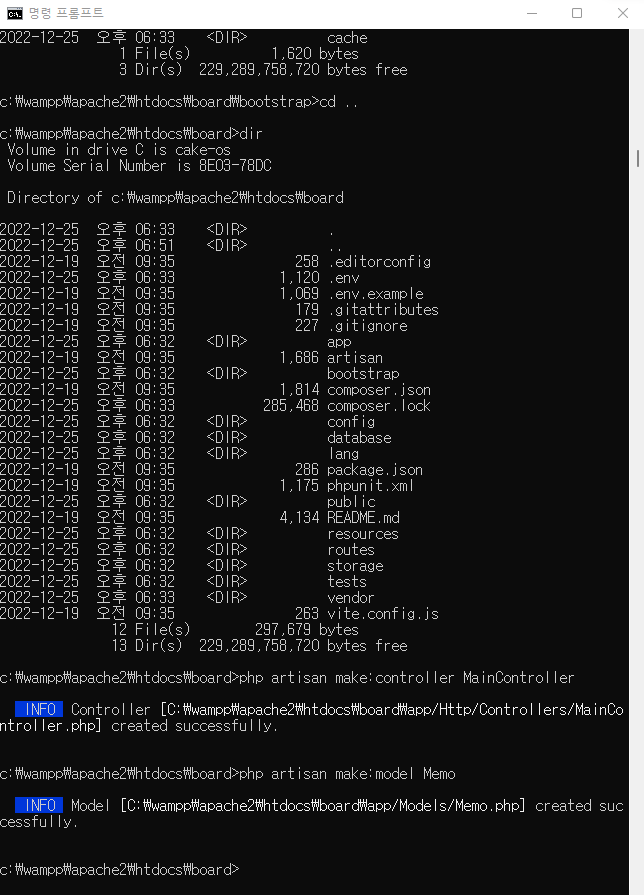 명령 프롬프트
2022-12-25 오후 06:33 <DIR> cache
1 File(s) 1,620 bytes
3 Dir(s) 229,289,758,720 bytes free
c:₩wampp₩apache2₩htdocs₩board₩bootstrap>cd ..
c:₩wampp₩apache2₩htdocs₩board>dir
Volume in drive C is cake-os
Volume Serial Number is 8E03-78DC
Directory of c:₩wampp₩apache2₩htdocs₩board
2022-12-25 오후 06:33 <DIR> .
2022-12-25 오후 06:51 <DIR> ..
2022-12-19 오전 09:35 258 .editorconfig
2022-12-25 오후 06:33 1,120 .env
2022-12-19 오전 09:35 1,069 .env.example
2022-12-19 오전 09:35 179 .gitattributes
2022-12-19 오전 09:35 227 .gitignore
2022-12-25 오후 06:32 <DIR> app
2022-12-19 오전 09:35 1,686 artisan
2022-12-25 오후 06:32 <DIR> bootstrap
2022-12-19 오전 09:35 1,814 composer.json
2022-12-25 오후 06:33 285,468 composer.lock
2022-12-25 오후 06:32 <DIR> config
2022-12-25 오후 06:32 <DIR> database
2022-12-25 오후 06:32 <DIR> lang
2022-12-19 오전 09:35 286 package.json
2022-12-19 오전 09:35 1,175 phpunit.xml
2022-12-25 오후 06:32 <DIR> public
2022-12-19 오전 09:35 4,134 README.md
2022-12-25 오후 06:32 <DIR> resources
2022-12-25 오후 06:32 <DIR> routes
2022-12-25 오후 06:32 <DIR> storage
2022-12-25 오후 06:32 <DIR> tests
2022-12-25 오후 06:33 <DIR> vendor
2022-12-19 오전 09:35 263 vite.config.js
12 File(s) 297,679 bytes
13 Dir(s) 229,289,758,720 bytes free
c:₩wampp₩apache2₩htdocs₩board>php artisan make:controller MainController
INFO Controller [C:₩wampp₩apache2₩htdocs₩board₩app/Http/Controllers/MainCo
ntroller.php] created successfully.
c:₩wampp₩apache2₩htdocs₩board>php artisan make:model Memo
INFO Model [C:₩wampp₩apache2₩htdocs₩board₩app/Models/Memo.php] created suc
cessfully.
c:₩wampp₩apache2₩htdocs₩board>